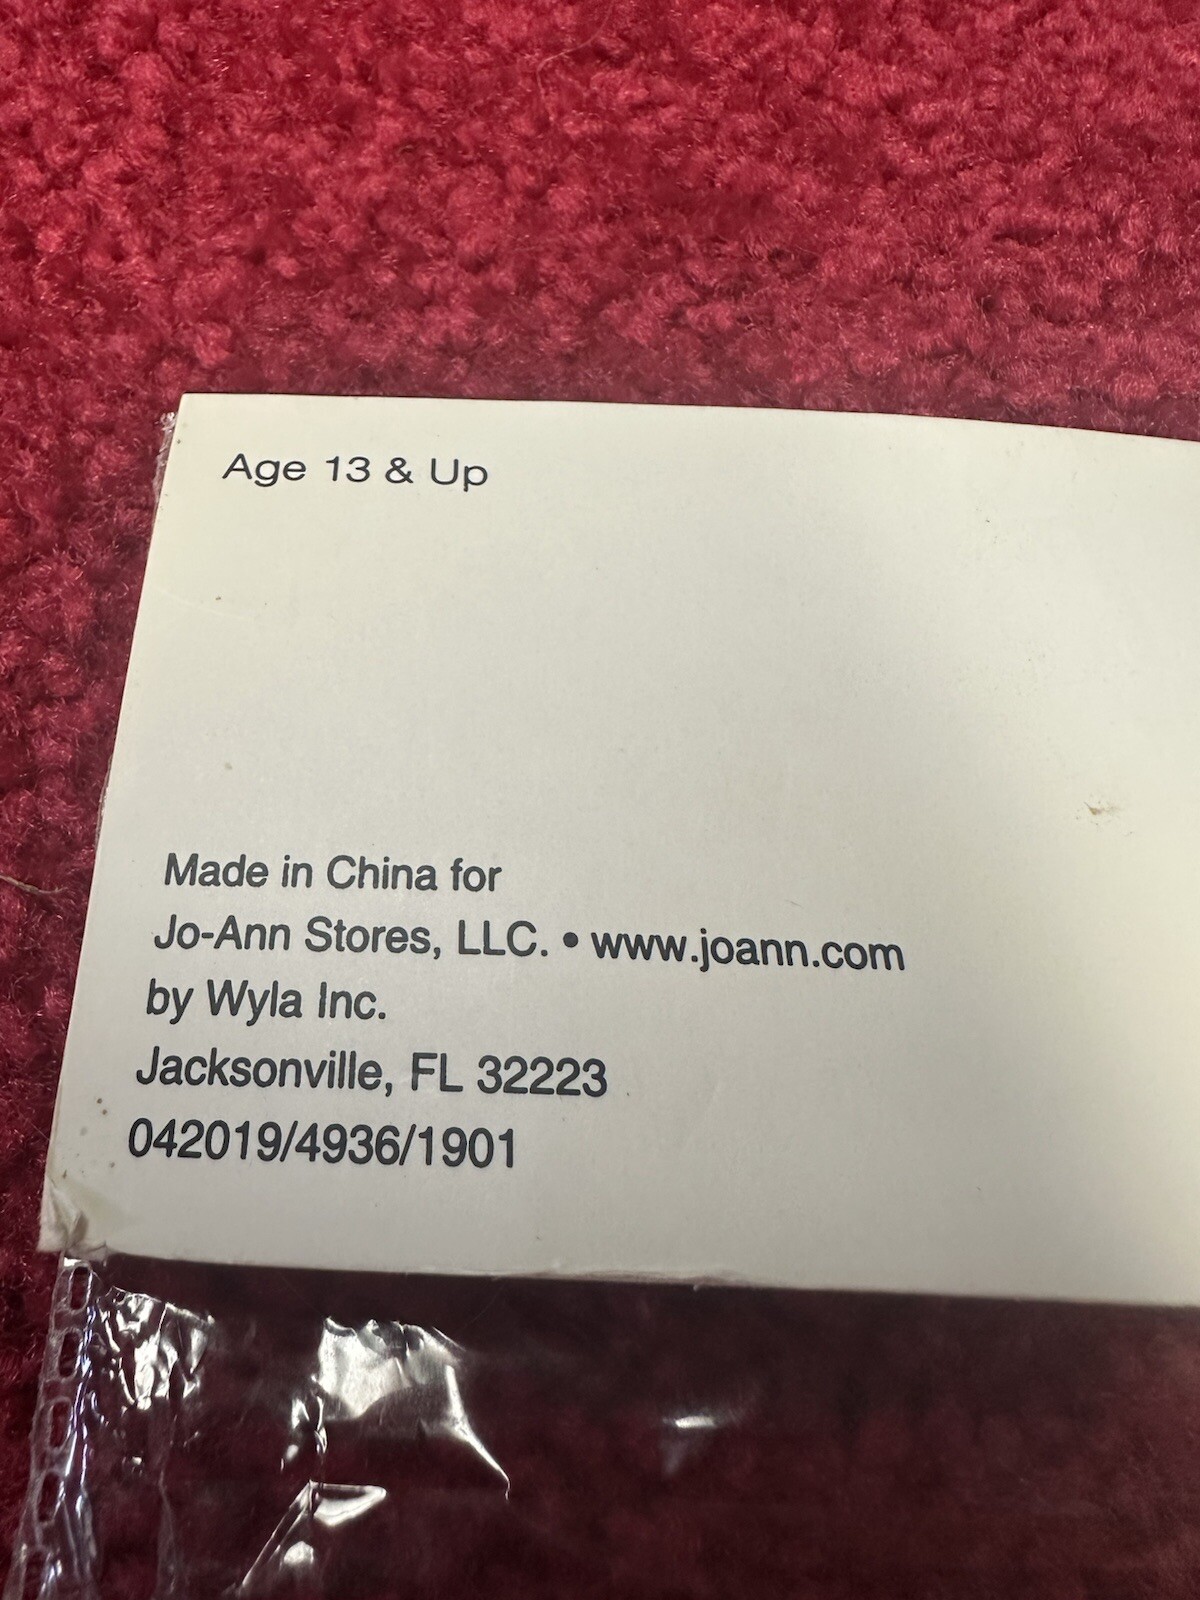 Age 13 & Up
Made in China for
Jo-Ann Stores, LLC. • www.joann.com
by Wyla Inc.
Jacksonville, FL 32223
042019/4936/1901